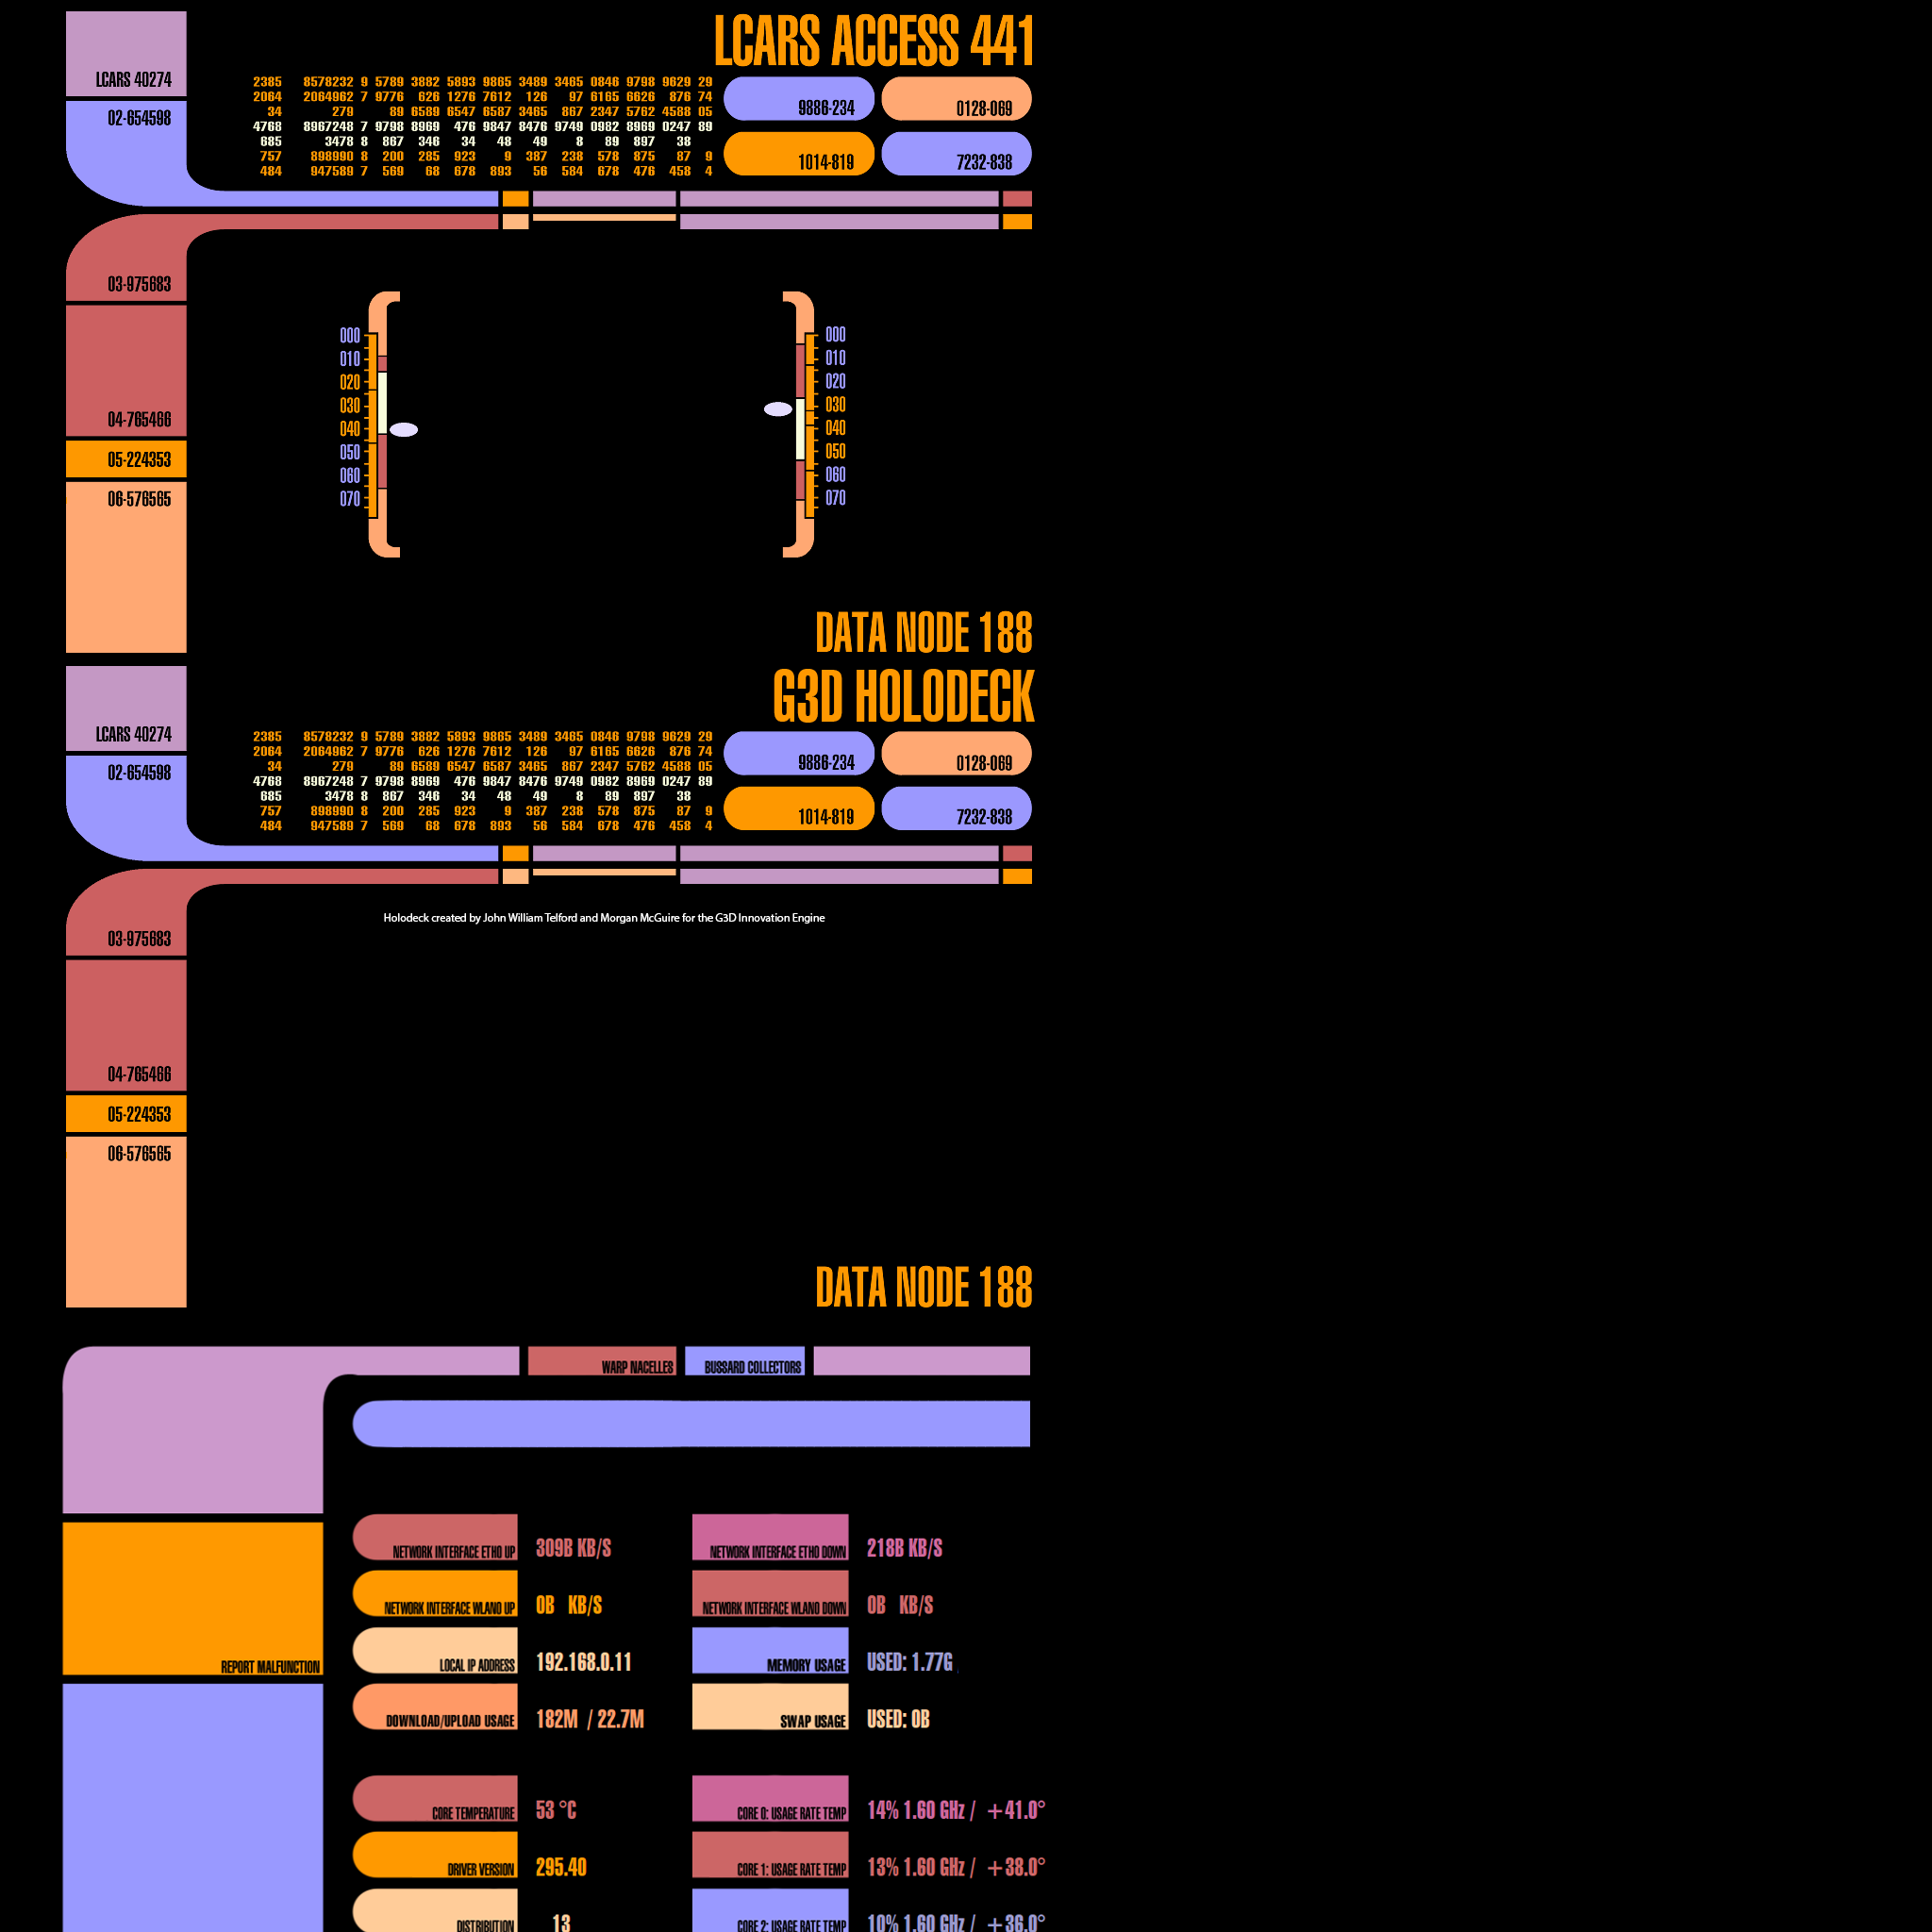 LCARS ACCESS 441
LCARS 40274
02-654598
2385 8578232 9 5789 3882 5893 9865 3489 3465 0846 9798 9629 29
2064 2064962 7 9776 626 1276 7612 126 97 6165 6626 876 74
34 279 89 6589 6547 6587 3465 867 2347 5762 4588 05
4768 8967248 7 9798 8969 476 9847 8476 9749 0982 8969 0247 89
685 3478 8 867 346 34 48 49 8 89 897 38
757 898990 8 200 285 923 9 387 238 578 875 87 9
484 947589 7 569 68 678 893 56 584 678 476 458 4
9886-234 0128-069
1014-819 7232-838
03-975683
04-765466
05-224353
06-576565
000 000
010 010
020 020
030 030
040 040
050 050
060 060
070 070
DATA NODE 188
G3D HOLODECK
LCARS 40274
02-654598
2385 8578232 9 5789 3882 5893 9865 3489 3465 0846 9798 9629 29
2064 2064962 7 9776 626 1276 7612 126 97 6165 6626 876 74
34 279 89 6589 6547 6587 3465 867 2347 5762 4588 05
4768 8967248 7 9798 8969 476 9847 8476 9749 0982 8969 0247 89
685 3478 8 867 346 34 48 49 8 89 897 38
757 898990 8 200 285 923 9 387 238 578 875 87 9
484 947589 7 569 68 678 893 56 584 678 476 458 4
9886-234 0128-069
1014-819 7232-838
Holodeck created by John William Telford and Morgan McGuire for the G3D Innovation Engine
03-975683
04-765466
05-224353
06-576565
DATA NODE 188
WARP NACELLES BUSSARD COLLECTORS
REPORT MALFUNCTION
NETWORK INTERFACE ETH0 UP 309B KB/S NETWORK INTERFACE ETH0 DOWN 218B KB/S
NETWORK INTERFACE WLAN0 UP 0B KB/S NETWORK INTERFACE WLAN0 DOWN 0B KB/S
LOCAL IP ADDRESS 192.168.0.11 MEMORY USAGE USED: 1.77G
DOWNLOAD/UPLOAD USAGE 182M / 22.7M SWAP USAGE USED: 0B
CORE TEMPERATURE 53 °C CORE 0: USAGE RATE TEMP 14% 1.60 GHz / +41.0°
DRIVER VERSION 295.40 CORE 1: USAGE RATE TEMP 13% 1.60 GHz / +38.0°
DISTRIBUTION 13 CORE 2: USAGE RATE TEMP 10% 1.60 GHz / +36.0°